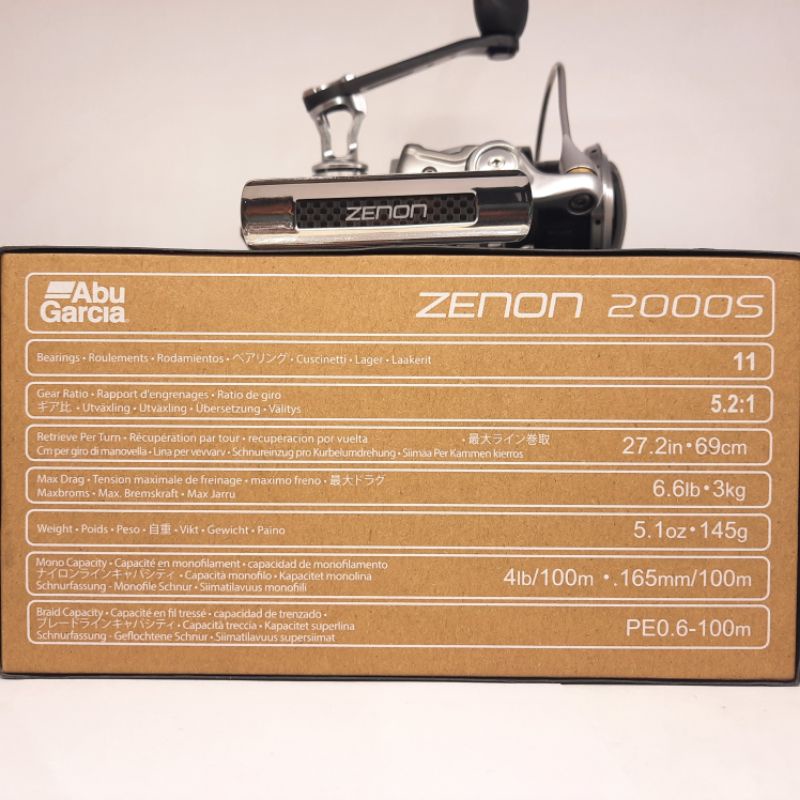 ZENON
Abu
Garcia
ZENON 2000S
Bearings • Roulements • Rodamientos • ベアリング • Cuscinetti • Lager • Laakerit
11
Gear Ratio • Rapport d'engrenages • Ratio de giro
ギア比 • Utväxling • Utväxling • Übersetzung • Välitys
5.2:1
Retrieve Per Turn • Récupération par tour • recuperacion por vuelta • 最大ライン巻取
Cm per giro di manovella • Lina per vevvarv • Schnureinzug pro Kurbelumdrehung • Siimaa Per Kammen kierros
27.2in • 69cm
Max Drag • Tension maximale de freinage • maximo freno • 最大ドラグ
Maxbroms • Max. Bremskraft • Max Jarru
6.6lb • 3kg
Weight • Poids • Peso • 自重 • Vikt • Gewicht • Paino
5.1oz • 145g
Mono Capacity • Capacité en monofilament • capacidad de monofilamento
ナイロンラインキャパシティ • Capacità monofilo • Kapacitet monolina
Schnurfassung - Monofile Schnur • Siimatilavuus monofiili
4lb/100m • .165mm/100m
Braid Capacity • Capacité en fil tressé • capacidad de trenzado •
ブレードラインキャパシティ • Capacità treccia • Kapacitet superlina
Schnurfassung - Geflochtene Schnur • Siimatilavuus supersiimat
PE0.6-100m